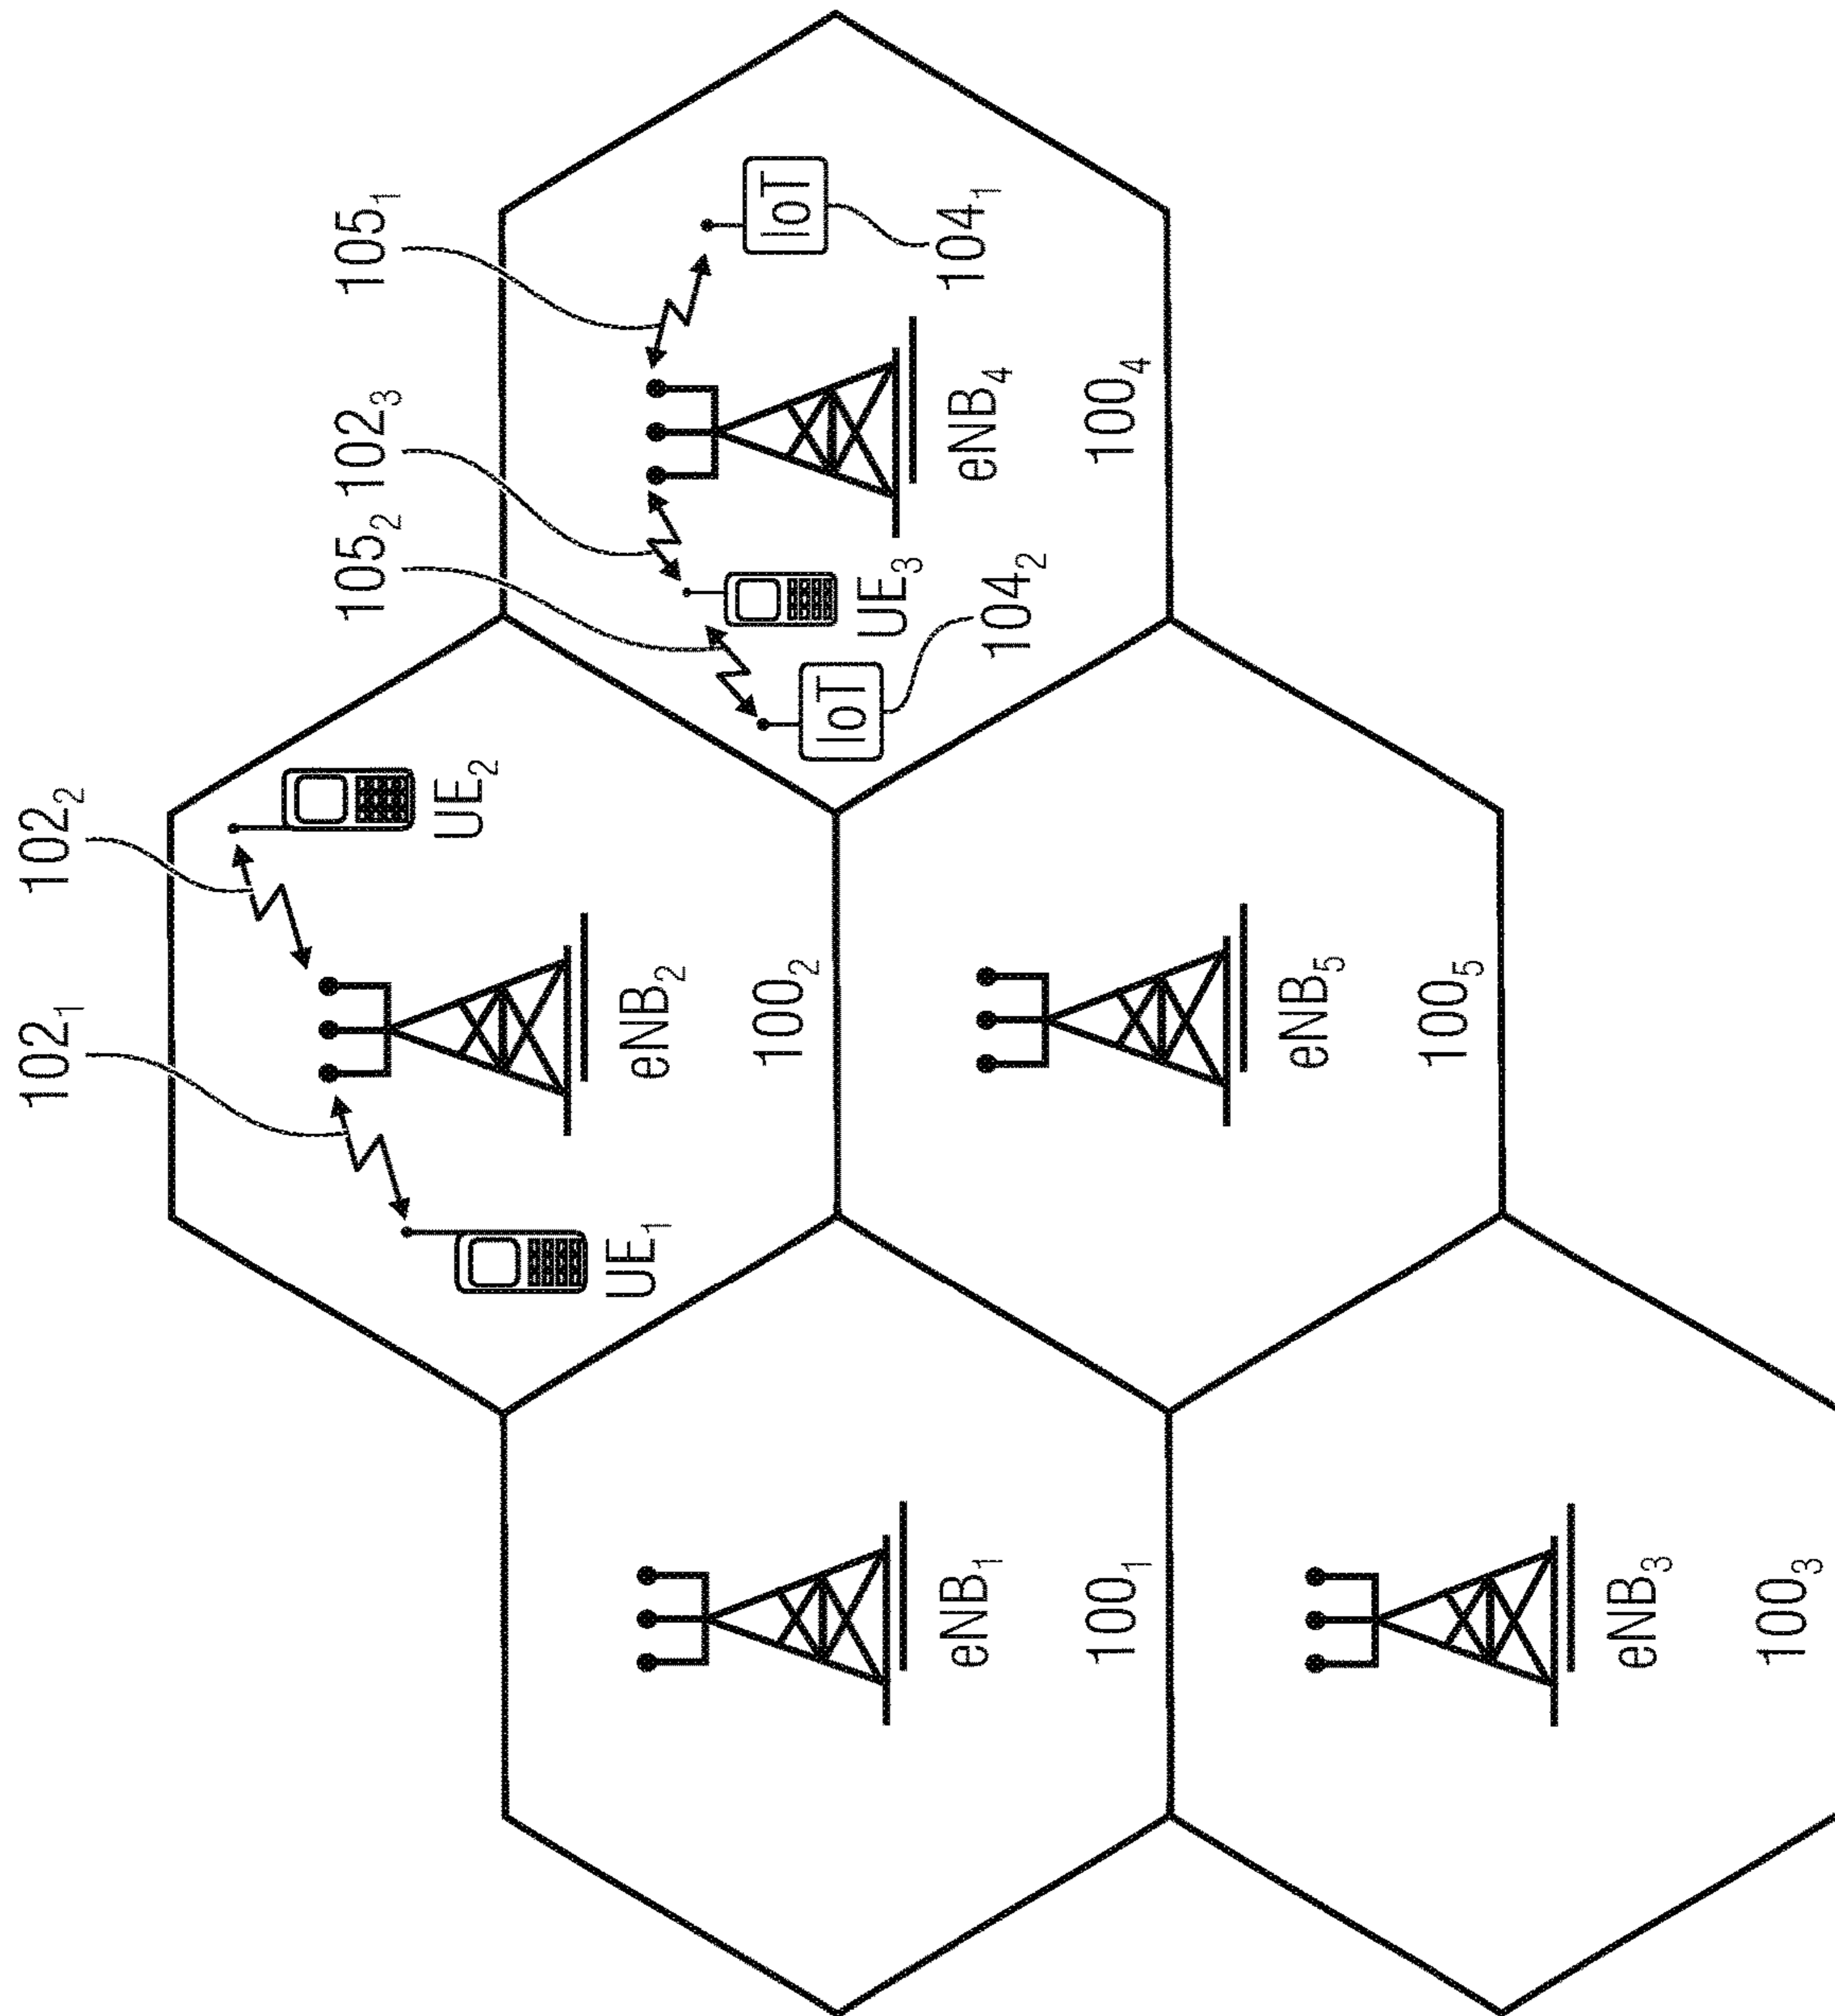 102₁
102₂
105₂
102₃
105₁
UE₁
eNB₂
UE₂
100₂
IoT
104₂
UE₃
eNB₄
100₄
IoT
104₁
eNB₁
100₁
eNB₅
100₅
eNB₃
100₃